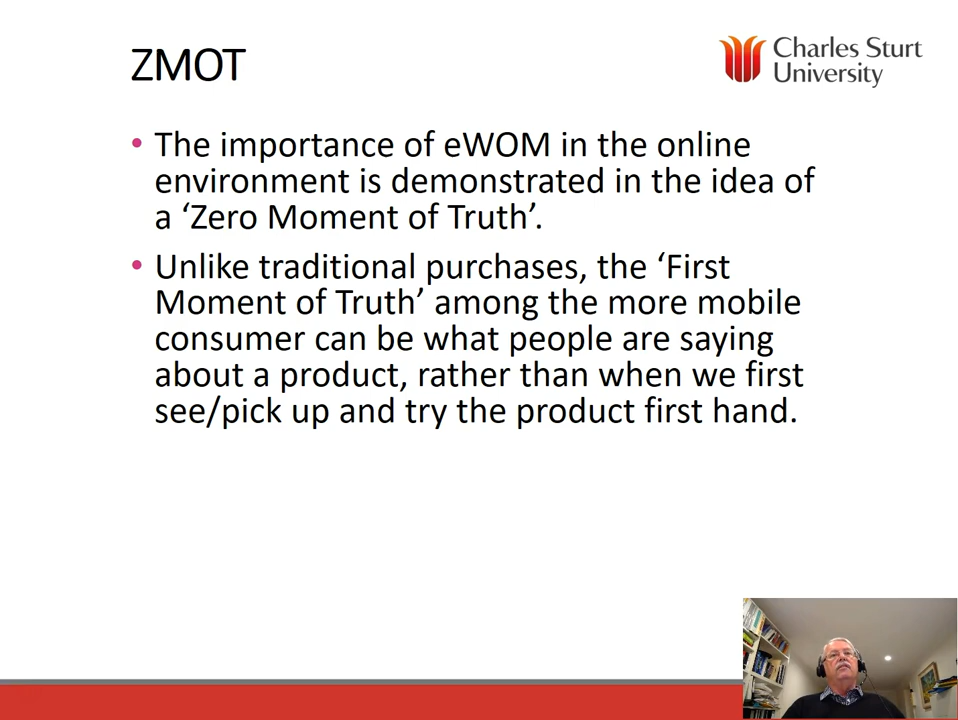 ZMOT
Charles Sturt
University
• The importance of eWOM in the online
environment is demonstrated in the idea of
a ‘Zero Moment of Truth’.
• Unlike traditional purchases, the ‘First
Moment of Truth’ among the more mobile
consumer can be what people are saying
about a product, rather than when we first
see/pick up and try the product first hand.